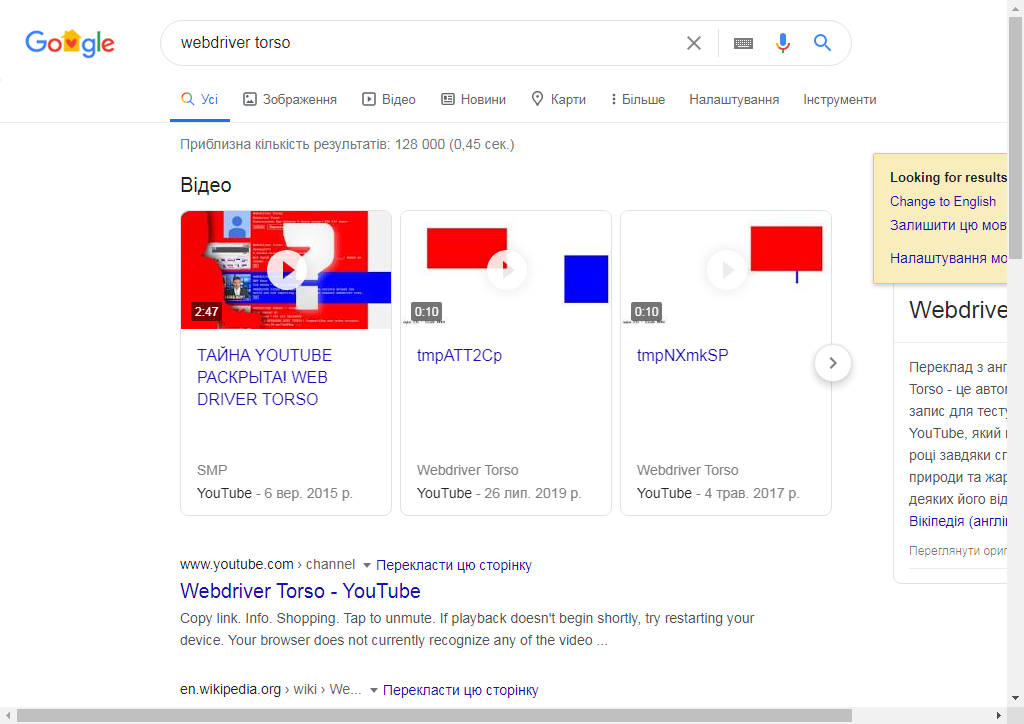 Google
webdriver torso
Усі
Зображення
Відео
Новини
Карти
Більше
Налаштування
Інструменти
Приблизна кількість результатів: 128 000 (0,45 сек.)
Відео
2:47
ТАЙНА YOUTUBE
РАСКРЫТА! WEB
DRIVER TORSO
SMP
YouTube - 6 вер. 2015 р.
0:10
tmpATT2Cp
Webdriver Torso
YouTube - 26 лип. 2019 р.
0:10
tmpNXmkSP
Webdriver Torso
YouTube - 4 трав. 2017 р.
www.youtube.com › channel
Перекласти цю сторінку
Webdriver Torso - YouTube
Copy link. Info. Shopping. Tap to unmute. If playback doesn't begin shortly, try restarting your
device. Your browser does not currently recognize any of the video ...
en.wikipedia.org › wiki › We...
Перекласти цю сторінку
Looking for results
Change to English
Залишити цю мов
Налаштування мо
Webdrive
Переклад з анг
Torso - це автом
запис для тесту
YouTube, який
році завдяки сп
природи та жар
деяких його від
Вікіпедія (англі
Переглянути ориг